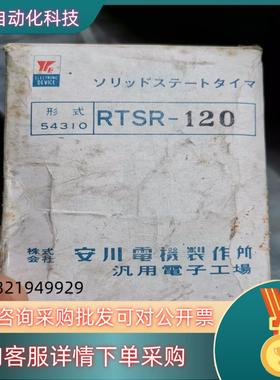 自动化科技
ELECTRONIC
DEVICE
ソリッドステートタイマ
形式
54310
RTSR-120
株式会社 安川電機製作所
汎用電子工場
321949929
咨询采购批发可对公开票
客服详情下单采购